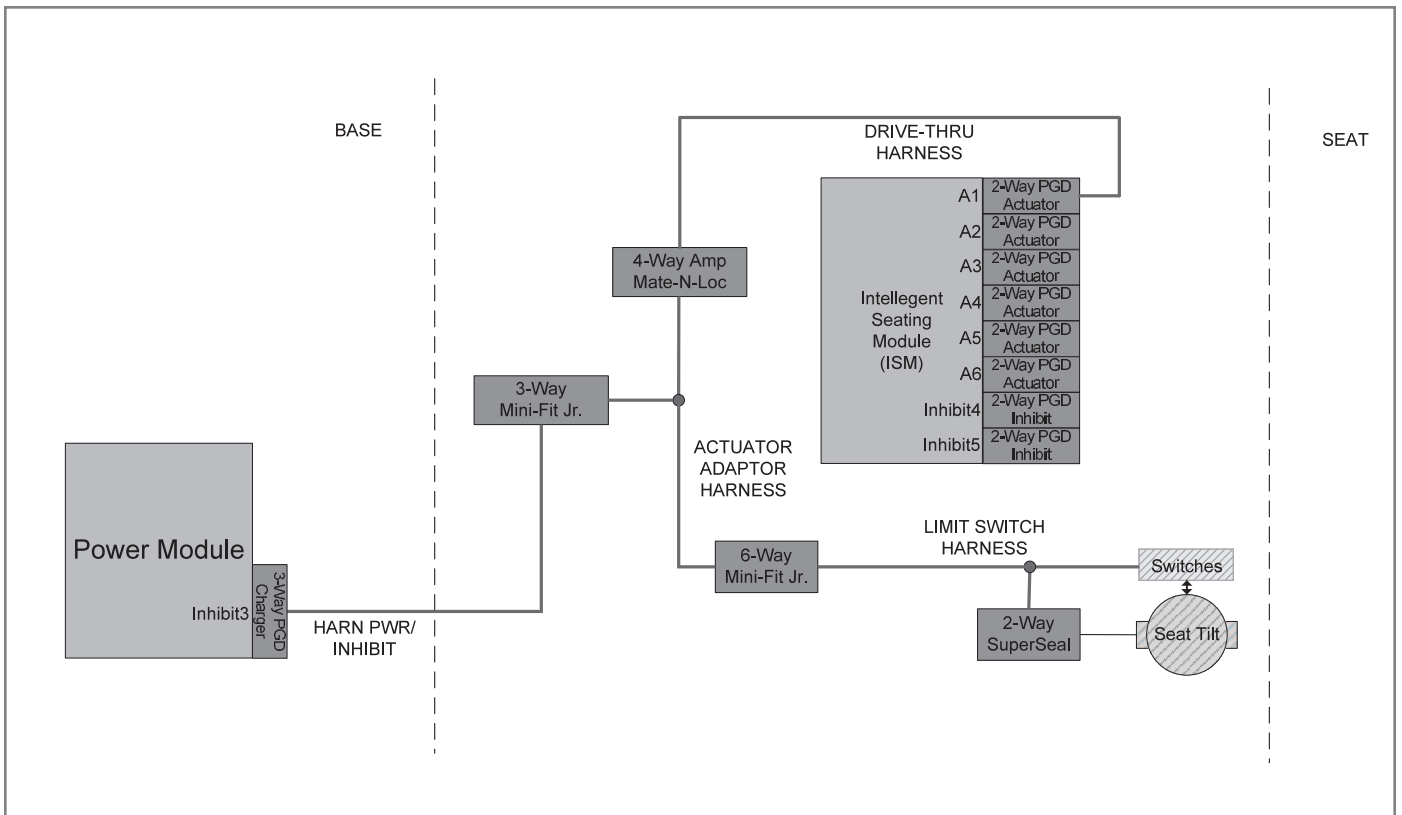 BASE
SEAT
DRIVE-THRU
HARNESS
A1
2-Way PGD
Actuator
A2
2-Way PGD
Actuator
A3
2-Way PGD
Actuator
A4
2-Way PGD
Actuator
A5
2-Way PGD
Actuator
A6
2-Way PGD
Actuator
Inhibit4
2-Way PGD
Inhibit
Inhibit5
2-Way PGD
Inhibit
Intellegent
Seating
Module
(ISM)
4-Way Amp
Mate-N-Loc
3-Way
Mini-Fit Jr.
ACTUATOR
ADAPTOR
HARNESS
Power Module
Inhibit3
3-Way PGD
Charger
HARN PWR/
INHIBIT
6-Way
Mini-Fit Jr.
LIMIT SWITCH
HARNESS
Switches
2-Way
SuperSeal
Seat Tilt